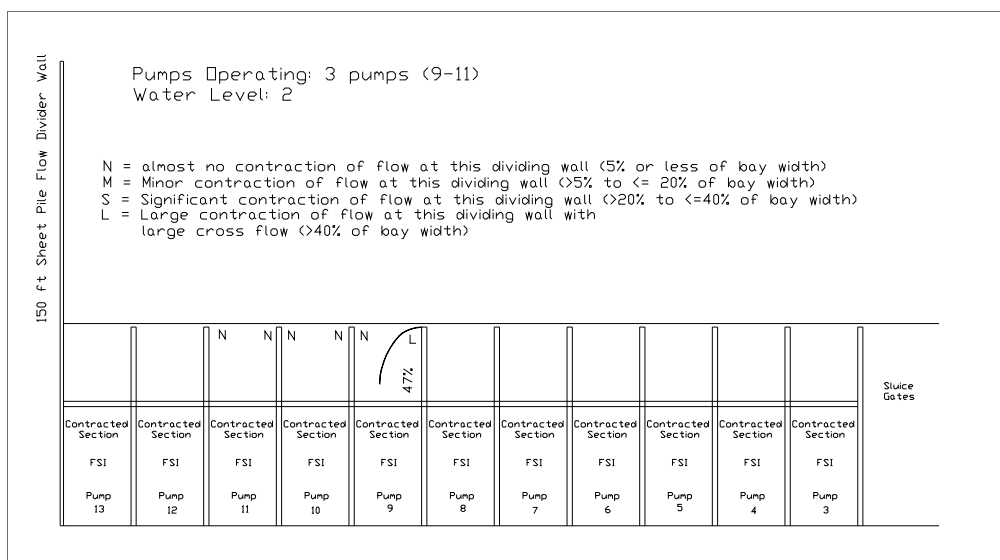 150 ft Sheet Pile Flow Divider Wall
Pumps Operating: 3 pumps (9-11)
Water Level: 2
N = almost no contraction of flow at this dividing wall (5% or less of bay width)
M = Minor contraction of flow at this dividing wall (>5% to <= 20% of bay width)
S = Significant contraction of flow at this dividing wall (>20% to <=40% of bay width)
L = Large contraction of flow at this dividing wall with
large cross flow (>40% of bay width)
N N N N N L
47%
Sluice
Gates
Contracted Contracted Contracted Contracted Contracted Contracted Contracted Contracted Contracted Contracted Contracted
Section Section Section Section Section Section Section Section Section Section Section
FSI FSI FSI FSI FSI FSI FSI FSI FSI FSI FSI
Pump Pump Pump Pump Pump Pump Pump Pump Pump Pump Pump
13 12 11 10 9 8 7 6 5 4 3